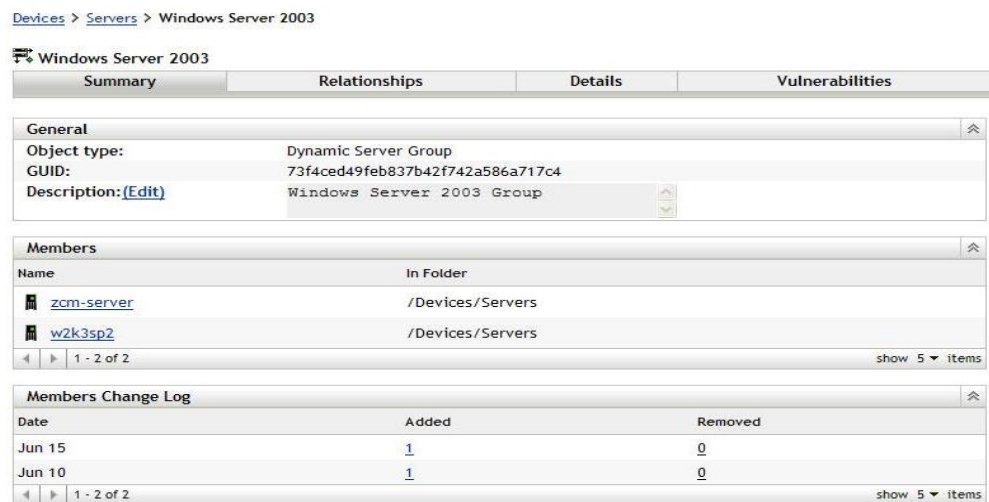 Devices > Servers > Windows Server 2003
Windows Server 2003
Summary Relationships Details Vulnerabilities
General
Object type: Dynamic Server Group
GUID: 73f4ced49feb837b42f742a586a717c4
Description:(Edit) Windows Server 2003 Group
Members
Name In Folder
zcm-server /Devices/Servers
w2k3sp2 /Devices/Servers
1 - 2 of 2 show 5 items
Members Change Log
Date Added Removed
Jun 15 1 0
Jun 10 1 0
1 - 2 of 2 show 5 items